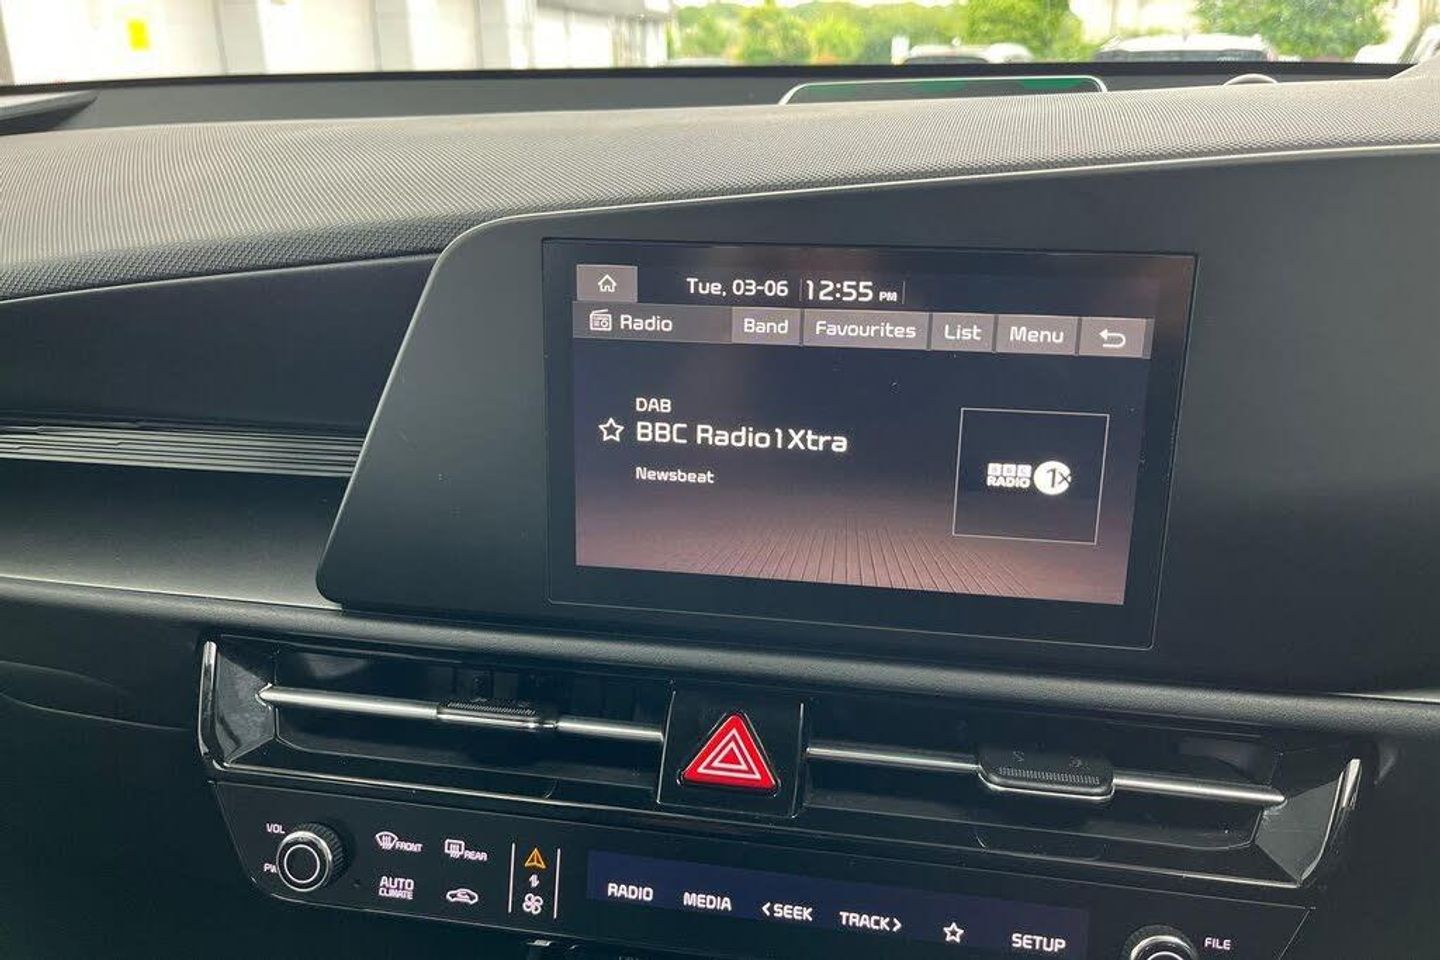 Tue, 03-06 12:55 PM
Radio Band Favourites List Menu
DAB
BBC Radio1Xtra
Newsbeat
BBC
RADIO 1X
VOL
FRONT REAR
AUTO
CLIMATE
RADIO MEDIA <SEEK TRACK> SETUP
FILE